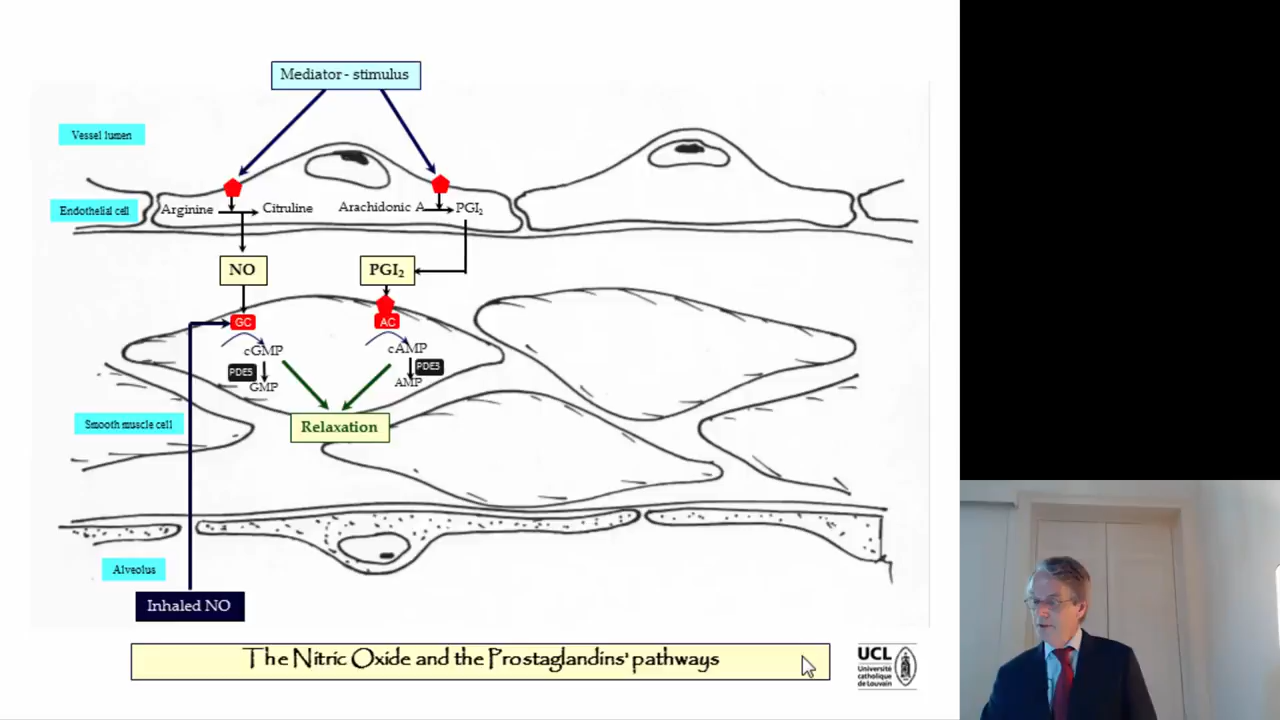 Mediator - stimulus
Vessel lumen
Endothelial cell
Arginine
Citruline
Arachidonic A
PGI₂
NO
PGI₂
GC
AC
cGMP
cAMP
PDE5
PDE3
GMP
AMP
Relaxation
Smooth muscle cell
Alveolus
Inhaled NO
The Nitric Oxide and the Prostaglandins' pathways
UCL
Université
catholique
de Louvain